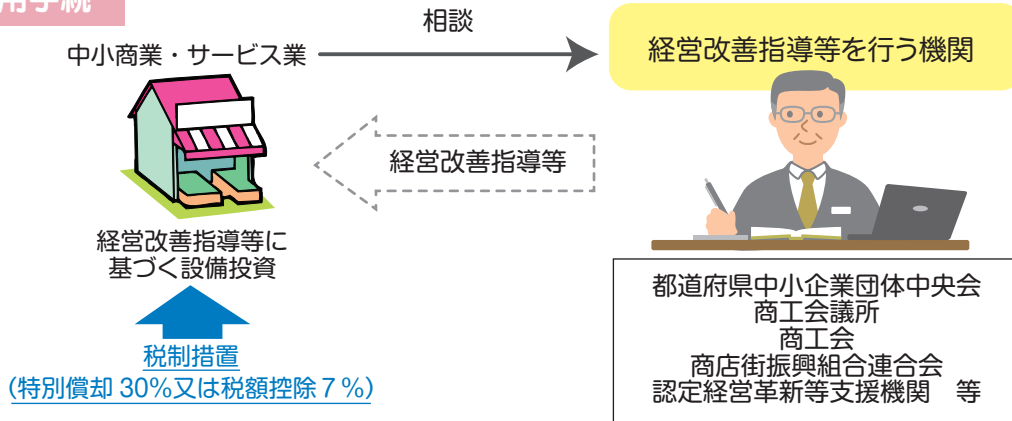 用手続
相談
中小商業・サービス業
経営改善指導等を行う機関
経営改善指導等
経営改善指導等に
基づく設備投資
税制措置
(特別償却 30%又は税額控除７%)
都道府県中小企業団体中央会
商工会議所
商工会
商店街振興組合連合会
認定経営革新等支援機関　等